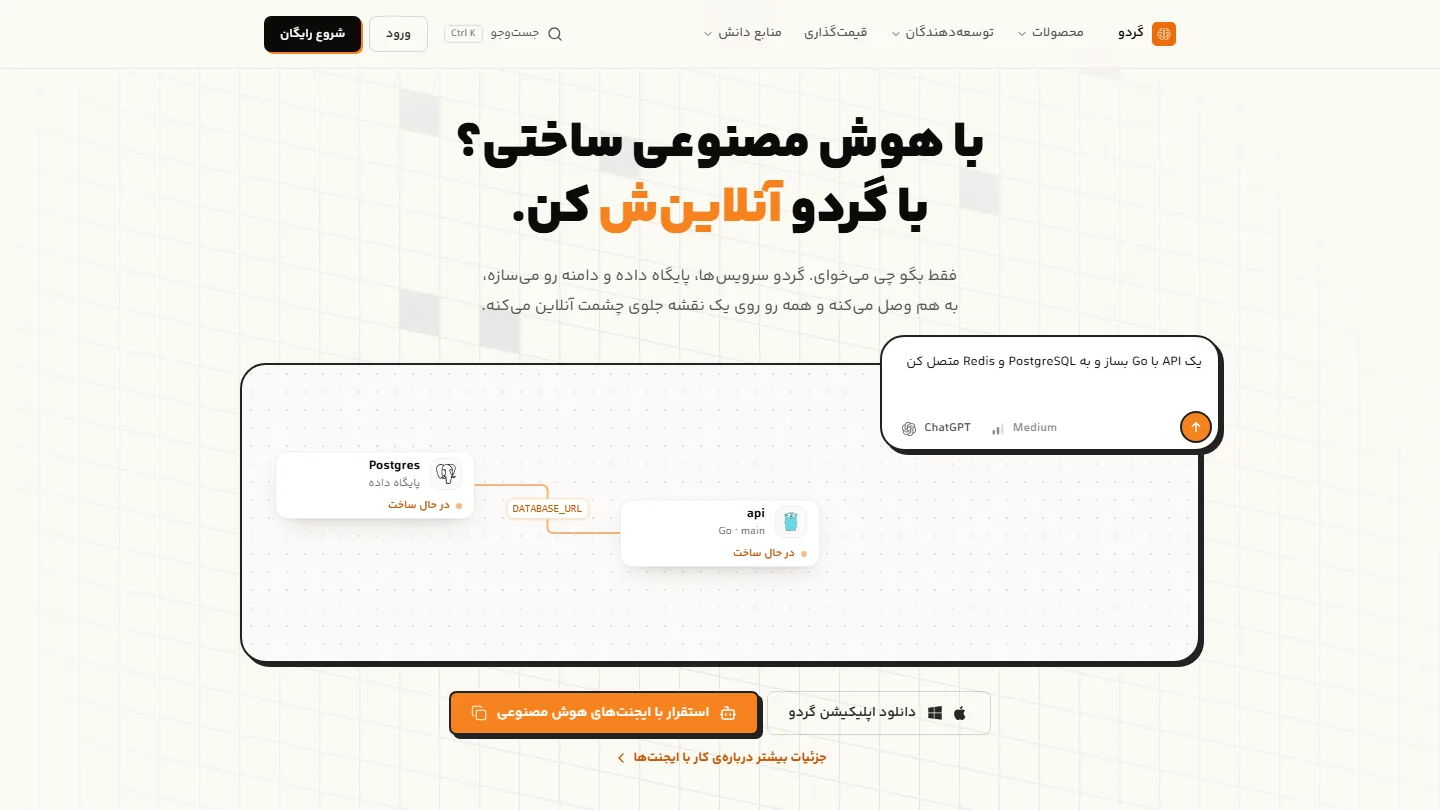 گردو
محصولات
توسعه‌دهندگان
قیمت‌گذاری
منابع دانش
جست‌وجو
Ctrl K
ورود
شروع رایگان
با هوش مصنوعی ساختی؟
با گردو آنلاین‌ش کن.
فقط بگو چی می‌خوای. گردو سرویس‌ها، پایگاه داده و دامنه رو می‌سازه،
به هم وصل می‌کنه و همه رو روی یک نقشه جلوی چشمت آنلاین می‌کنه.
یک API با Go بساز و به PostgreSQL و Redis متصل کن
ChatGPT
Medium
Postgres
پایگاه داده
در حال ساخت
DATABASE_URL
api
Go · main
در حال ساخت
دانلود اپلیکیشن گردو
استقرار با ایجنت‌های هوش مصنوعی
جزئیات بیشتر درباره‌ی کار با ایجنت‌ها